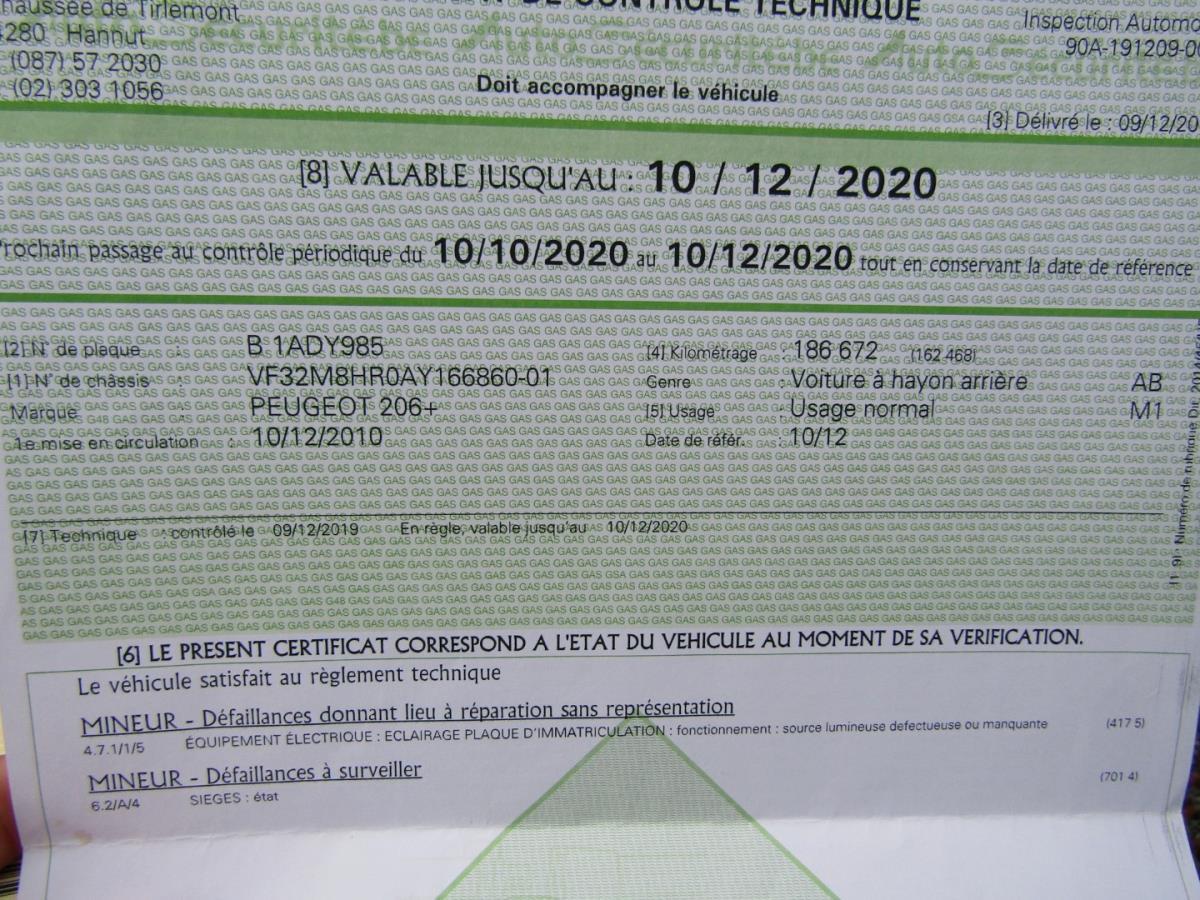 haussée de Tirlemont
DE CONTRÔLE TECHNIQUE
Inspection Automo
280 Hannut
90A-191209-0
(087) 57 2030
(02) 303 1056
Doit accompagner le véhicule
[3] Délivré le : 09/12/20
[8] VALABLE JUSQU'AU : 10 / 12 / 2020
Prochain passage au contrôle périodique du 10/10/2020 au 10/12/2020 tout en conservant la date de référence
[2] N° de plaque : B 1ADY985
[4] Kilométrage : 186 672 (162 468)
[1] N° de châssis : VF32M8HR0AY166860-01
Genre : Voiture à hayon arrière AB
Marque PEUGEOT 206+
[5] Usage : Usage normal M1
1e mise en circulation : 10/12/2010
Date de référ. : 10/12
[7] Technique : contrôlé le 09/12/2019 En règle, valable jusqu'au 10/12/2020
[6] LE PRESENT CERTIFICAT CORRESPOND A L'ETAT DU VEHICULE AU MOMENT DE SA VERIFICATION.
Le véhicule satisfait au règlement technique
MINEUR - Défaillances donnant lieu à réparation sans représentation
4.7.1/1/5 ÉQUIPEMENT ÉLECTRIQUE : ECLAIRAGE PLAQUE D'IMMATRICULATION : fonctionnement : source lumineuse defectueuse ou manquante (417 5)
MINEUR - Défaillances à surveiller
6.2/A/4 SIEGES : état (701 4)